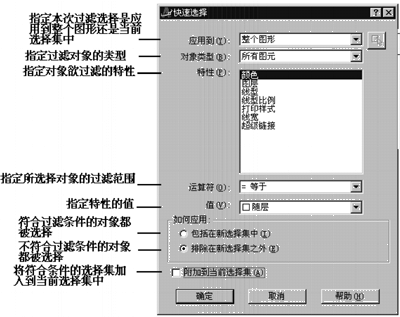 快速选择
指定本次过滤选择是应
用到整个图形还是当前
选择集中
应用到(Y): 整个图形
指定过滤对象的类型
对象类型(B): 所有图元
指定对象欲过滤的特性
特性(P):
颜色
图层
线型
线型比例
打印样式
线宽
超级链接
指定所选择对象的过滤范围
运算符(O): = 等于
指定特性的值
值(V): 随层
如何应用:
符合过滤条件的对象都
被选择
包括在新选择集中(I)
不符合过滤条件的对象
都被选择
排除在新选择集之外(E)
将符合条件的选择集加
入到当前选择集中
附加到当前选择集(A)
确定
取消
帮助(H)